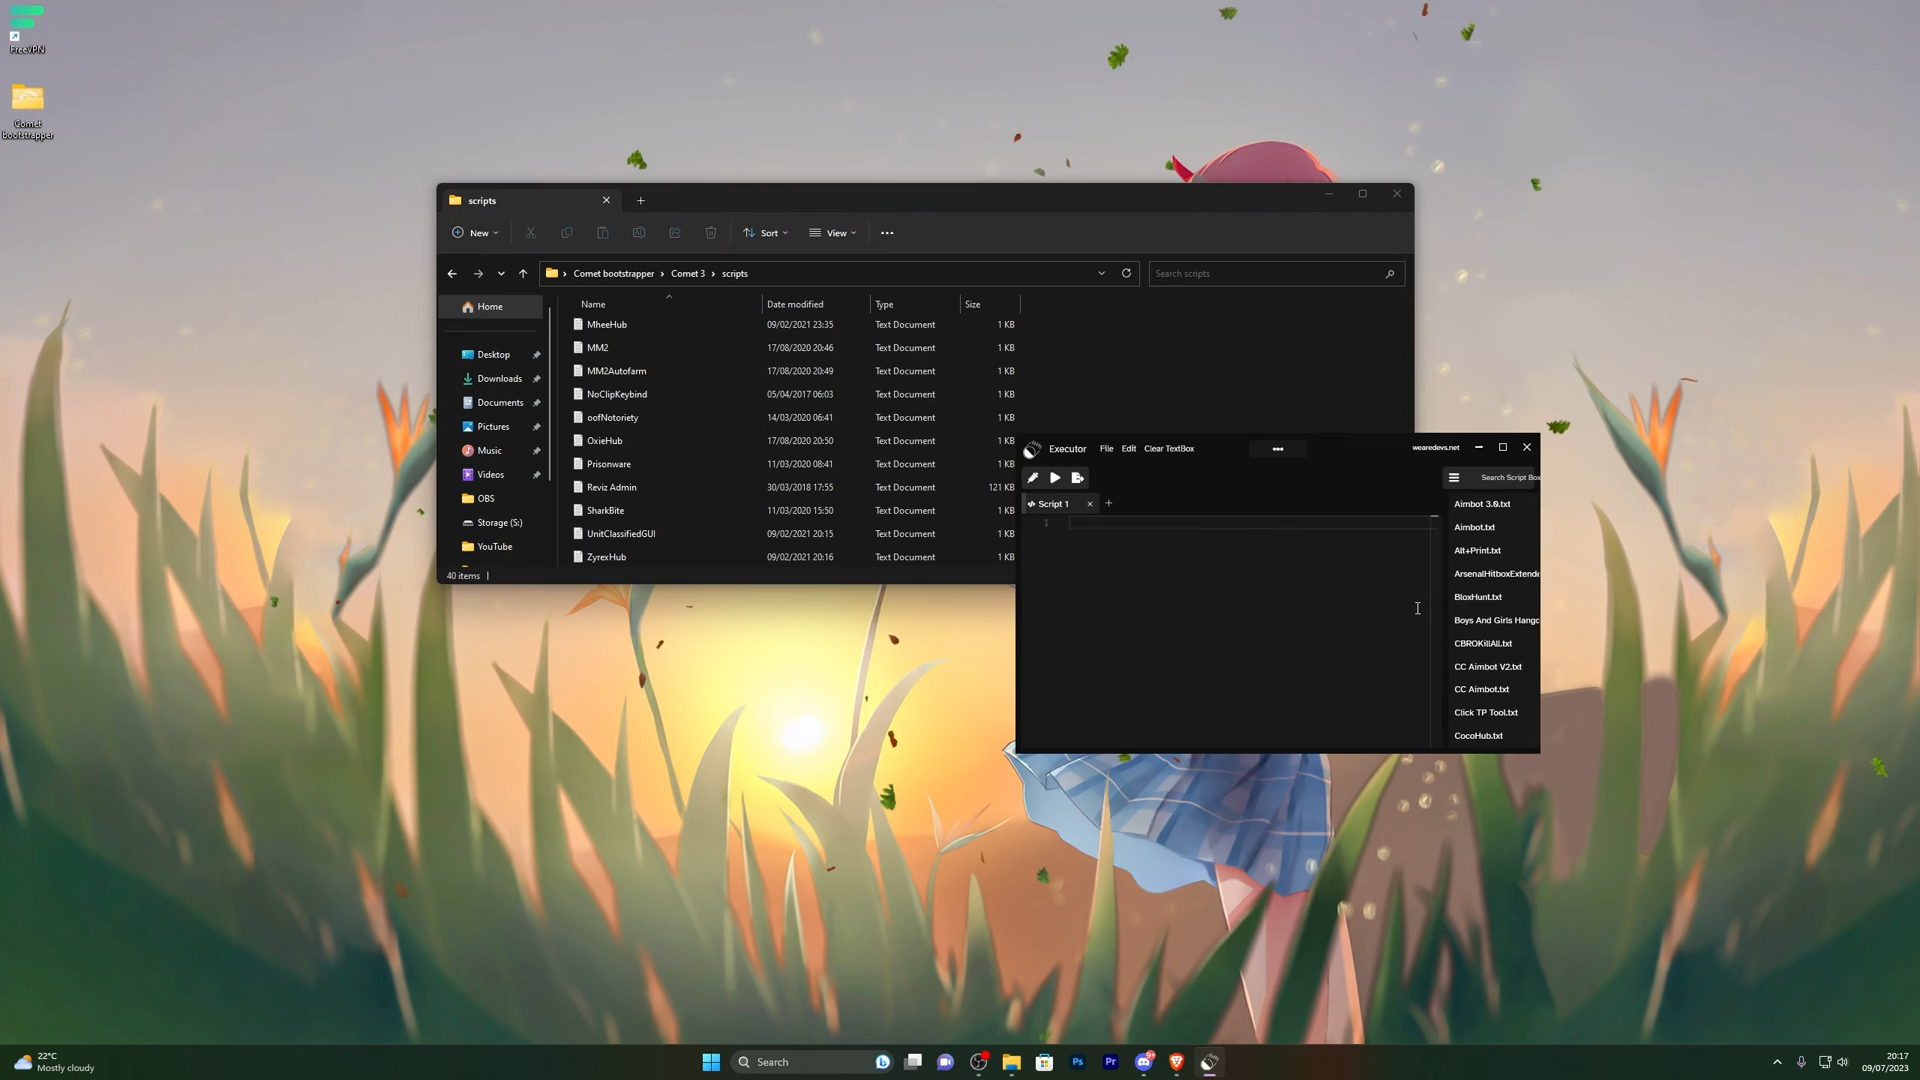 FreeVPN
Comet
bootstrapper
scripts
New
Sort
View
Comet bootstrapper
Comet 3
scripts
Search scripts
Home
Desktop
Downloads
Documents
Pictures
Music
Videos
OBS
Storage (S:)
YouTube
Name Date modified Type Size
MheeHub 09/02/2021 23:35 Text Document 1 KB
MM2 17/08/2020 20:46 Text Document 1 KB
MM2Autofarm 17/08/2020 20:49 Text Document 1 KB
NoClipKeybind 05/04/2017 06:03 Text Document 1 KB
oofNotoriety 14/03/2020 06:41 Text Document 1 KB
OxieHub 17/08/2020 20:50 Text Document 1 KB
Prisonware 11/03/2020 08:41 Text Document 1 KB
Reviz Admin 30/03/2018 17:55 Text Document 121 KB
SharkBite 11/03/2020 15:50 Text Document 1 KB
UnitClassifiedGUI 09/02/2021 20:15 Text Document 1 KB
ZyrexHub 09/02/2021 20:16 Text Document 1 KB
40 items
Executor File Edit Clear TextBox
wearedevs.net
Script 1
1
Search Script Box
Aimbot 3.0.txt
Aimbot.txt
Alt+Print.txt
ArsenalHitboxExtende
BloxHunt.txt
Boys And Girls Hangc
CBROKillAll.txt
CC Aimbot V2.txt
CC Aimbot.txt
Click TP Tool.txt
CocoHub.txt
22°C
Mostly cloudy
Search
Ps
Pr
9+
20:17
09/07/2023